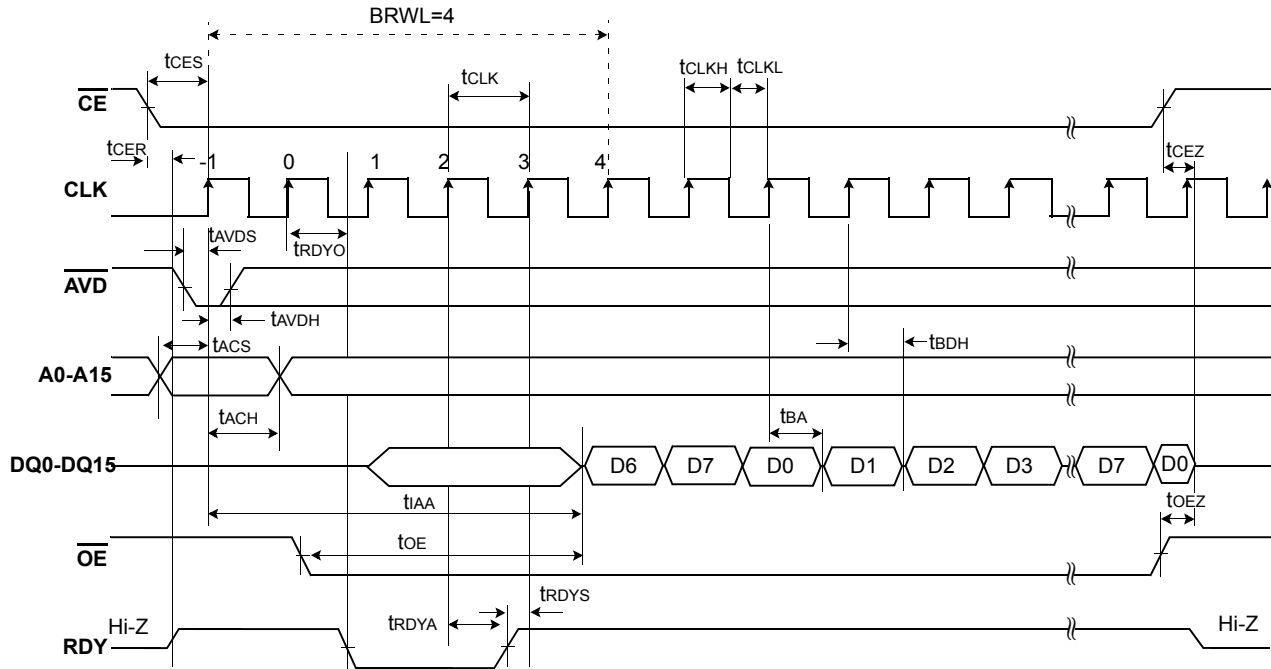 BRWL=4
tCES
tCLK
tCLKH
tCLKL
CE
tCER
-1
0
1
2
3
4
tCEZ
CLK
tAVDS
tRDYO
AVD
tAVDH
tACS
tBDH
A0-A15
tACH
tBA
DQ0-DQ15
D6
D7
D0
D1
D2
D3
D7
D0
tIAA
tOEZ
tOE
OE
tRDYS
tRDYA
Hi-Z
Hi-Z
RDY